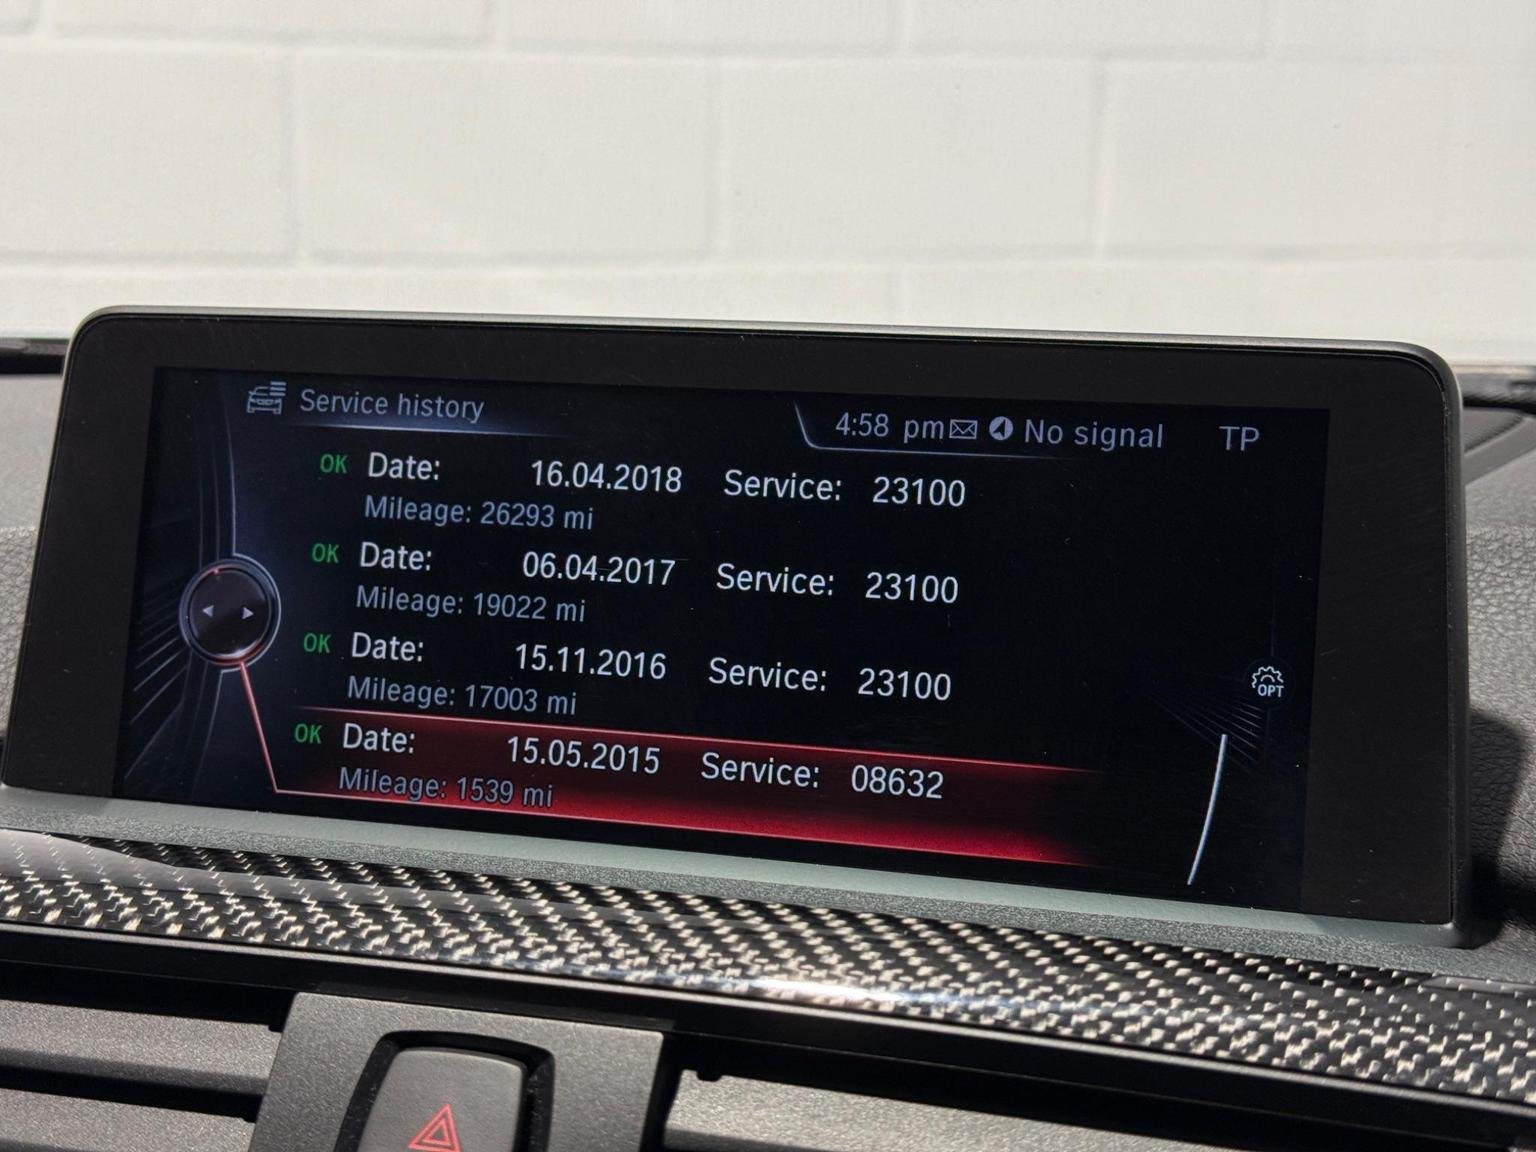 Service history
4:58 pm No signal TP
OK Date: 16.04.2018 Service: 23100
Mileage: 26293 mi
OK Date: 06.04.2017 Service: 23100
Mileage: 19022 mi
OK Date: 15.11.2016 Service: 23100
Mileage: 17003 mi
OPT
OK Date: 15.05.2015 Service: 08632
Mileage: 1539 mi